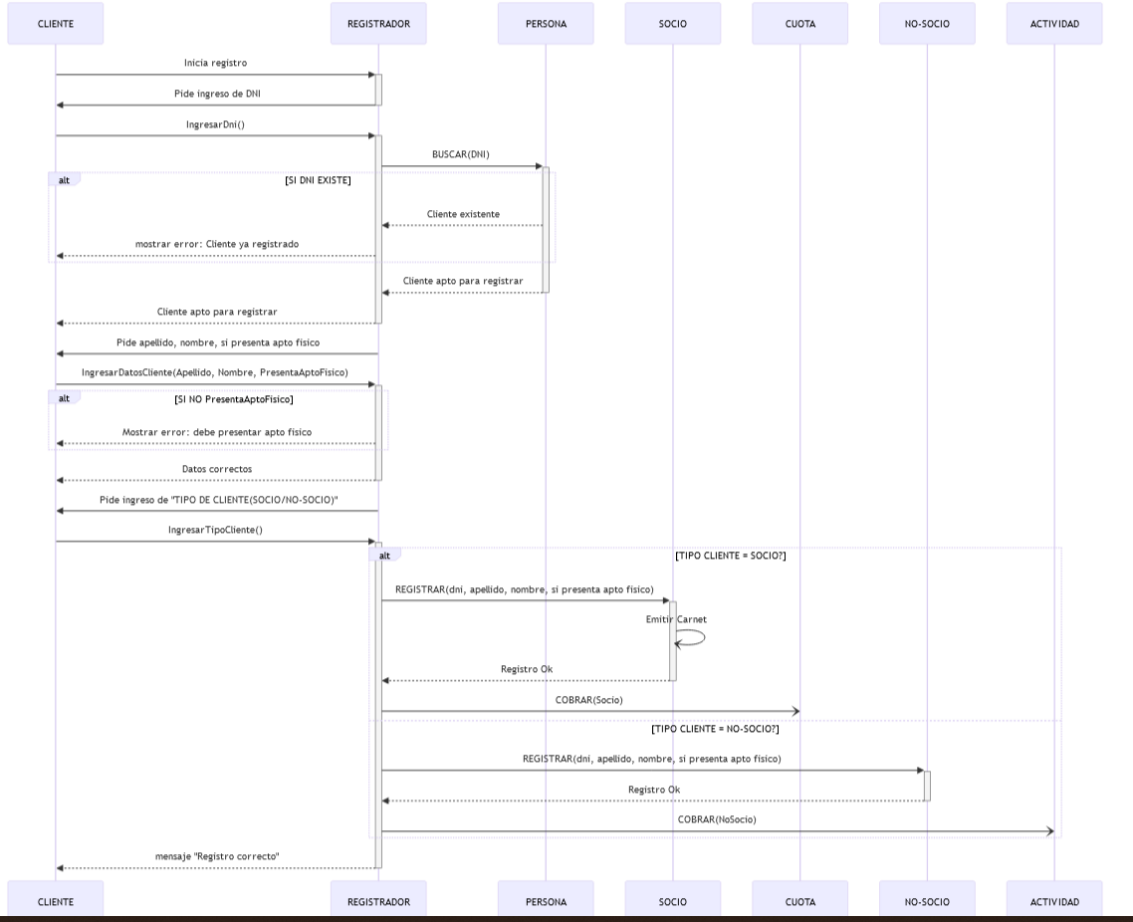 CLIENTE REGISTRADOR PERSONA SOCIO CUOTA NO-SOCIO ACTIVIDAD
Inicia registro
Pide ingreso de DNI
IngresarDni()
BUSCAR(DNI)
alt [SI DNI EXISTE]
Cliente existente
mostrar error: Cliente ya registrado
Cliente apto para registrar
Cliente apto para registrar
Pide apellido, nombre, si presenta apto físico
IngresarDatosCliente(Apellido, Nombre, PresentaAptoFisico)
alt [SI NO PresentaAptoFisico]
Mostrar error: debe presentar apto físico
Datos correctos
Pide ingreso de "TIPO DE CLIENTE(SOCIO/NO-SOCIO)"
IngresarTipoCliente()
alt [TIPO CLIENTE = SOCIO?]
REGISTRAR(dni, apellido, nombre, si presenta apto físico)
Emitir Carnet
Registro Ok
COBRAR(Socio)
[TIPO CLIENTE = NO-SOCIO?]
REGISTRAR(dni, apellido, nombre, si presenta apto físico)
Registro Ok
COBRAR(NoSocio)
mensaje "Registro correcto"
CLIENTE REGISTRADOR PERSONA SOCIO CUOTA NO-SOCIO ACTIVIDAD